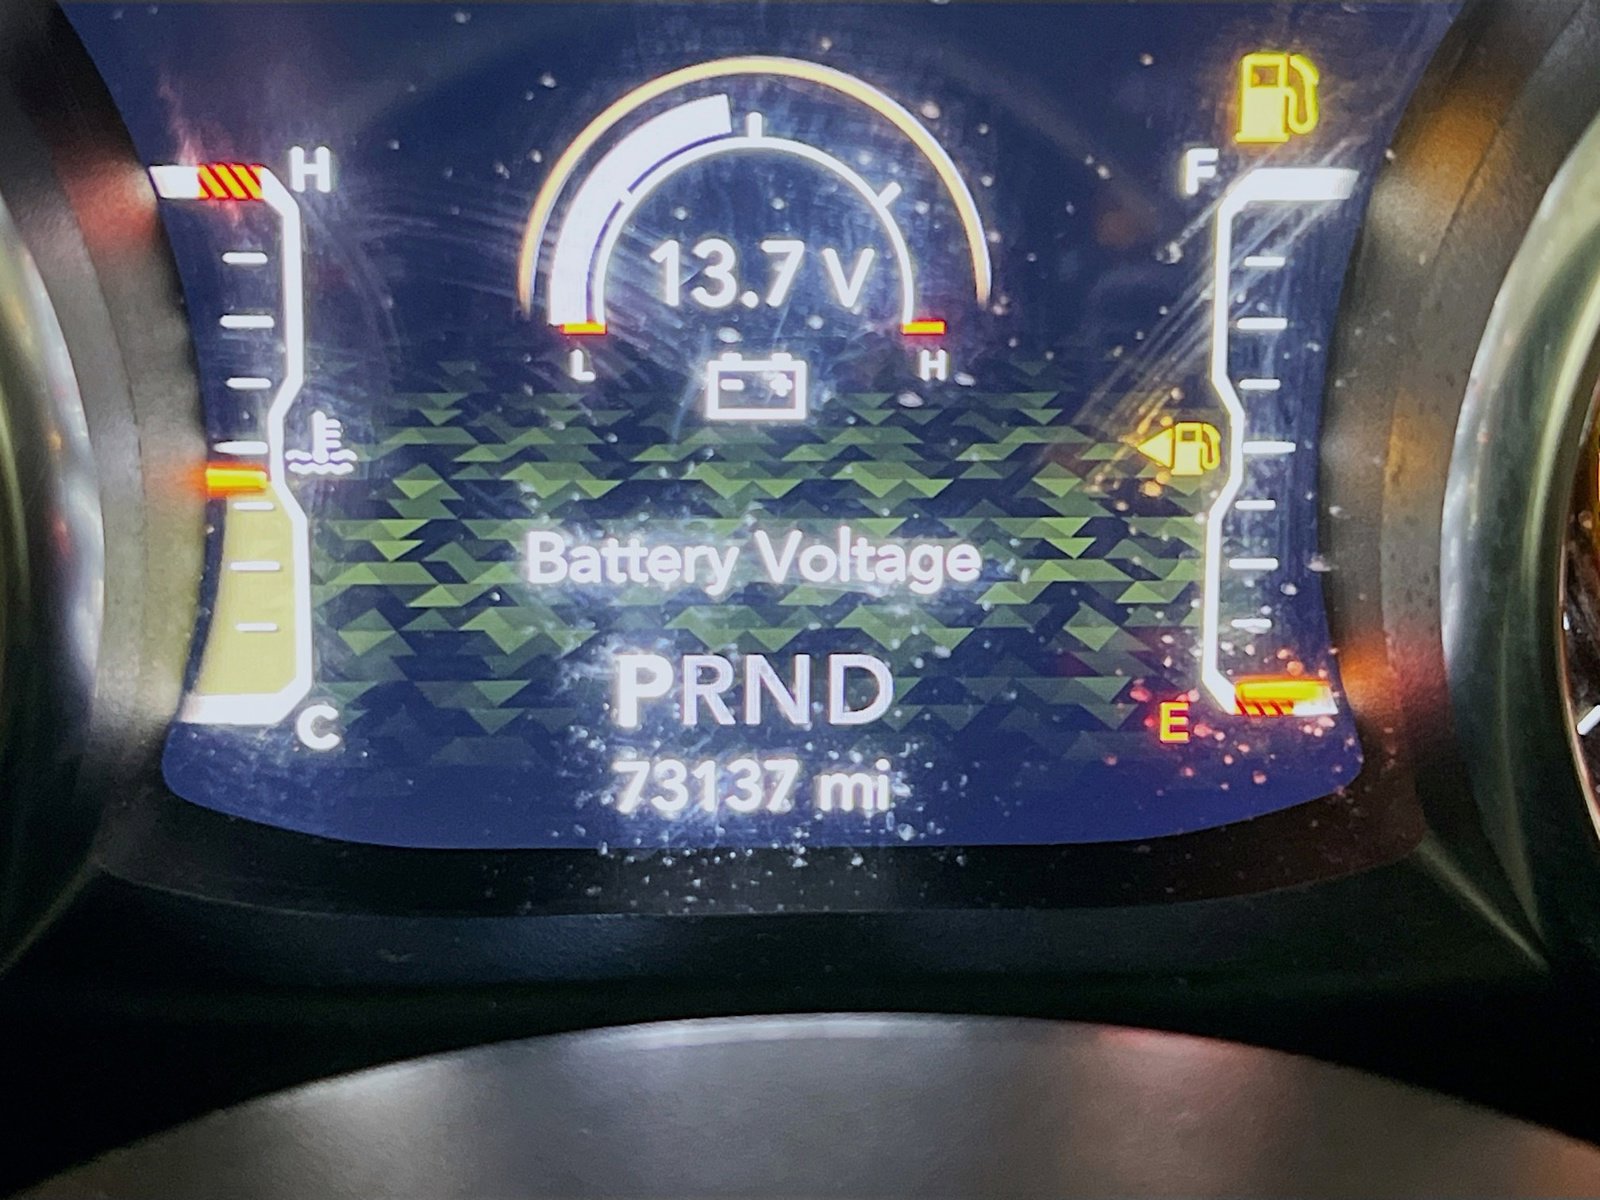 H
F
13.7 V
L
H
- +
Battery Voltage
PRND
E
C
73137 mi